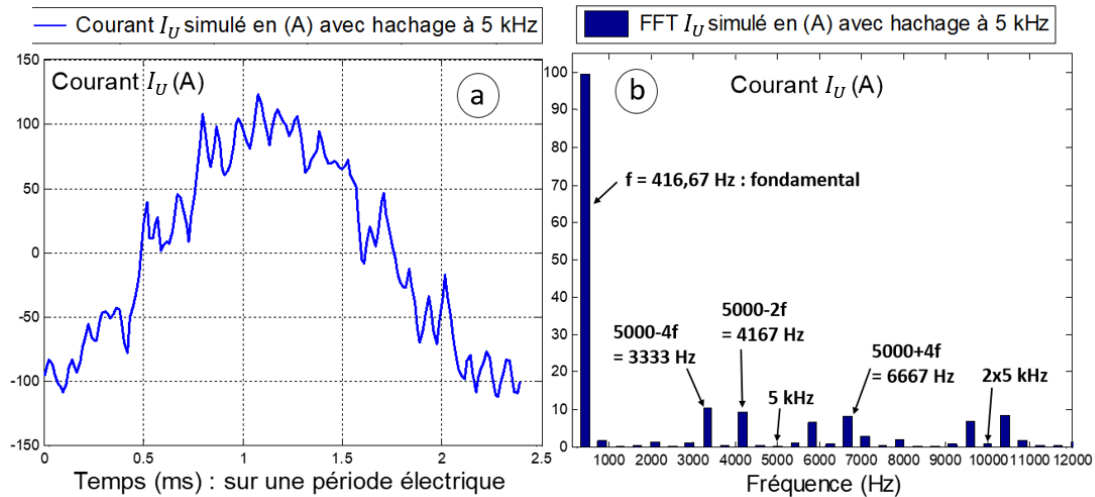 Courant I_U simulé en (A) avec hachage à 5 kHz
150
100
50
0
-50
-100
-150
Courant I_U (A)
a
0
0.5
1
1.5
2
2.5
Temps (ms) : sur une période électrique
FFT I_U simulé en (A) avec hachage à 5 kHz
100
90
80
70
60
50
40
30
20
10
0
Courant I_U (A)
b
f = 416,67 Hz : fondamental
5000-4f
= 3333 Hz
5000-2f
= 4167 Hz
5 kHz
5000+4f
= 6667 Hz
2x5 kHz
1000 2000 3000 4000 5000 6000 7000 8000 9000 10000 11000 12000
Fréquence (Hz)